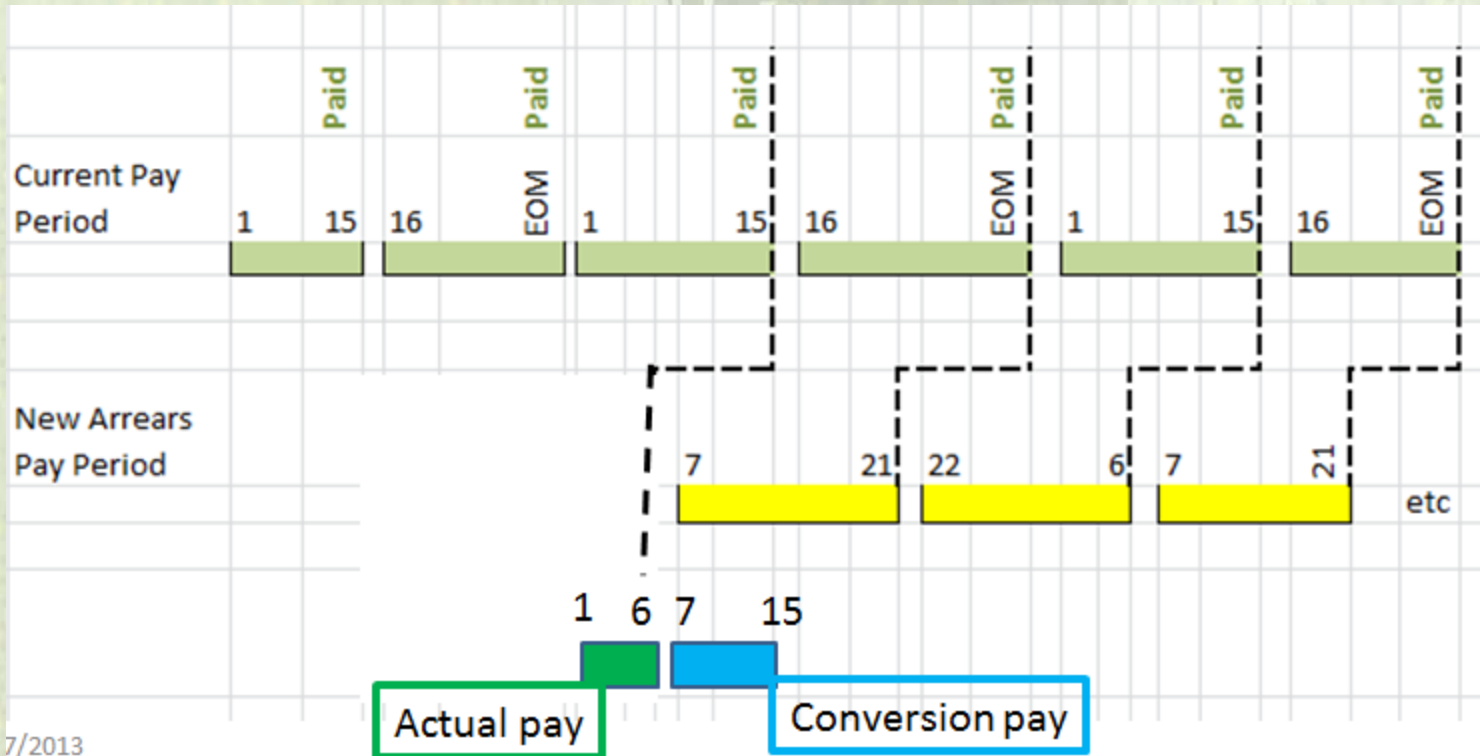 Paid Paid Paid Paid Paid Paid
Current Pay
Period 1 15 16 EOM 1 15 16 EOM 1 15 16 EOM
New Arrears
Pay Period 7 21 22 6 7 21
etc
1 6 7 15
Actual pay Conversion pay
7/2013